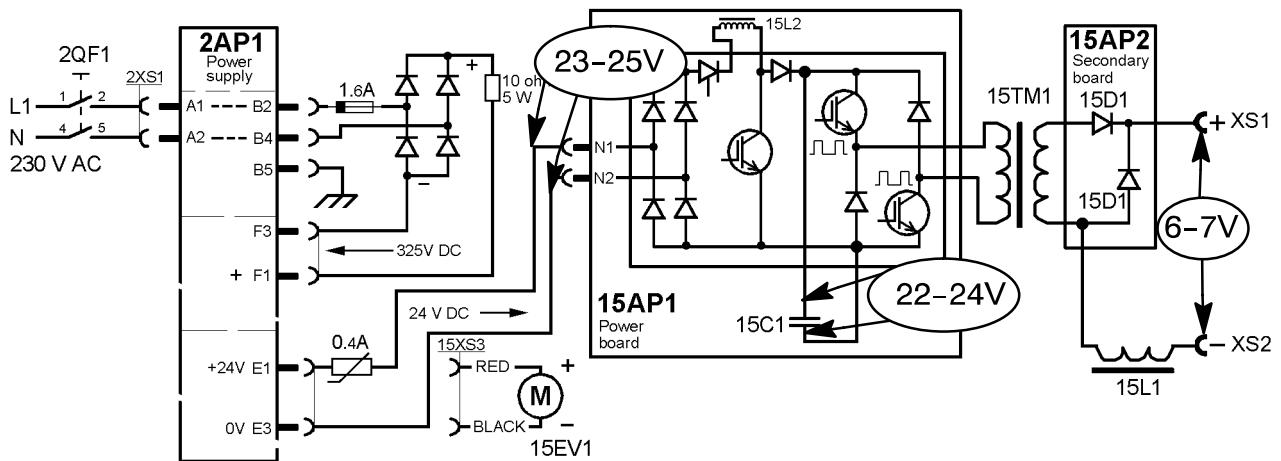 2QF1
2XS1
L1
1
2
N
4
5
230 V AC
2AP1
Power
supply
A1
B2
A2
B4
B5
F3
+ F1
+24V E1
0V E3
1.6A
+
10 oh
5 W
−
325V DC
24 V DC
0.4A
15XS3
RED
BLACK
+
M
−
15EV1
23−25V
15L2
N1
N2
15AP1
Power
board
15C1
22−24V
15TM1
15AP2
Secondary
board
15D1
15D1
+ XS1
6−7V
− XS2
15L1